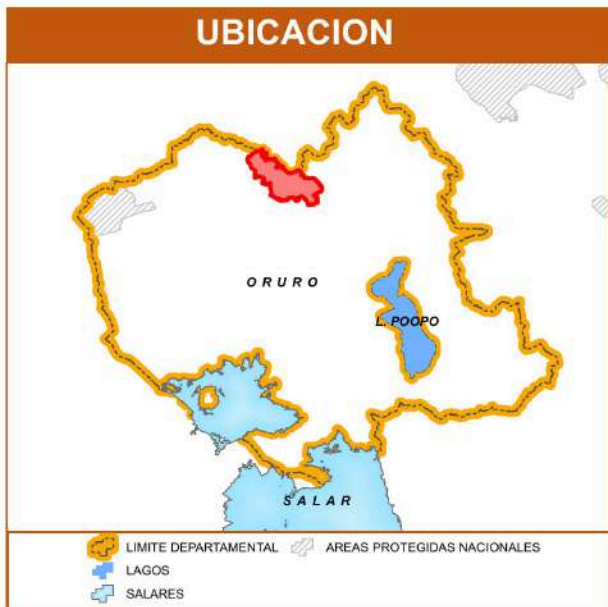 UBICACION
ORURO
L. POOPO
SALAR
LIMITE DEPARTAMENTAL
AREAS PROTEGIDAS NACIONALES
LAGOS
SALARES